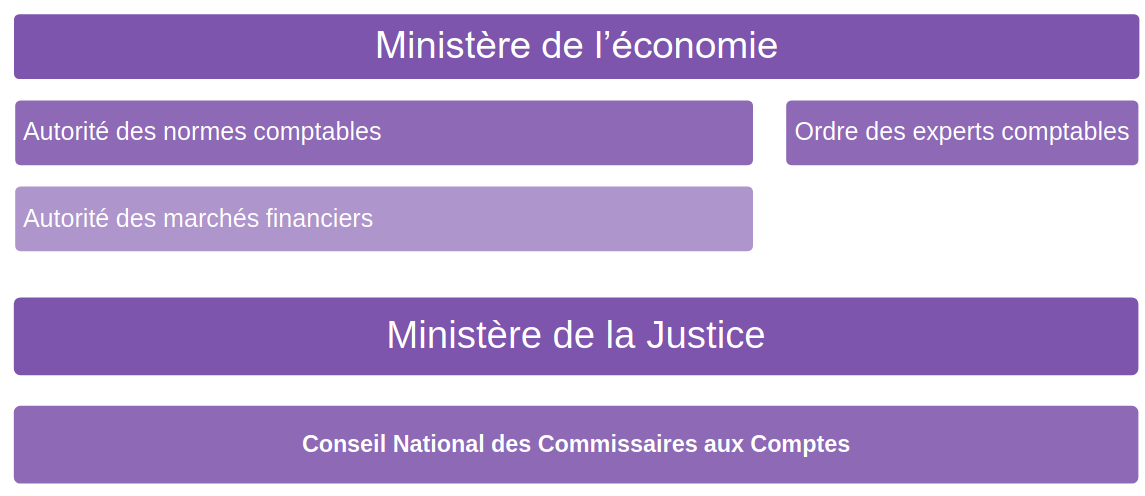 Ministère de l’économie
Autorité des normes comptables
Ordre des experts comptables
Autorité des marchés financiers
Ministère de la Justice
Conseil National des Commissaires aux Comptes